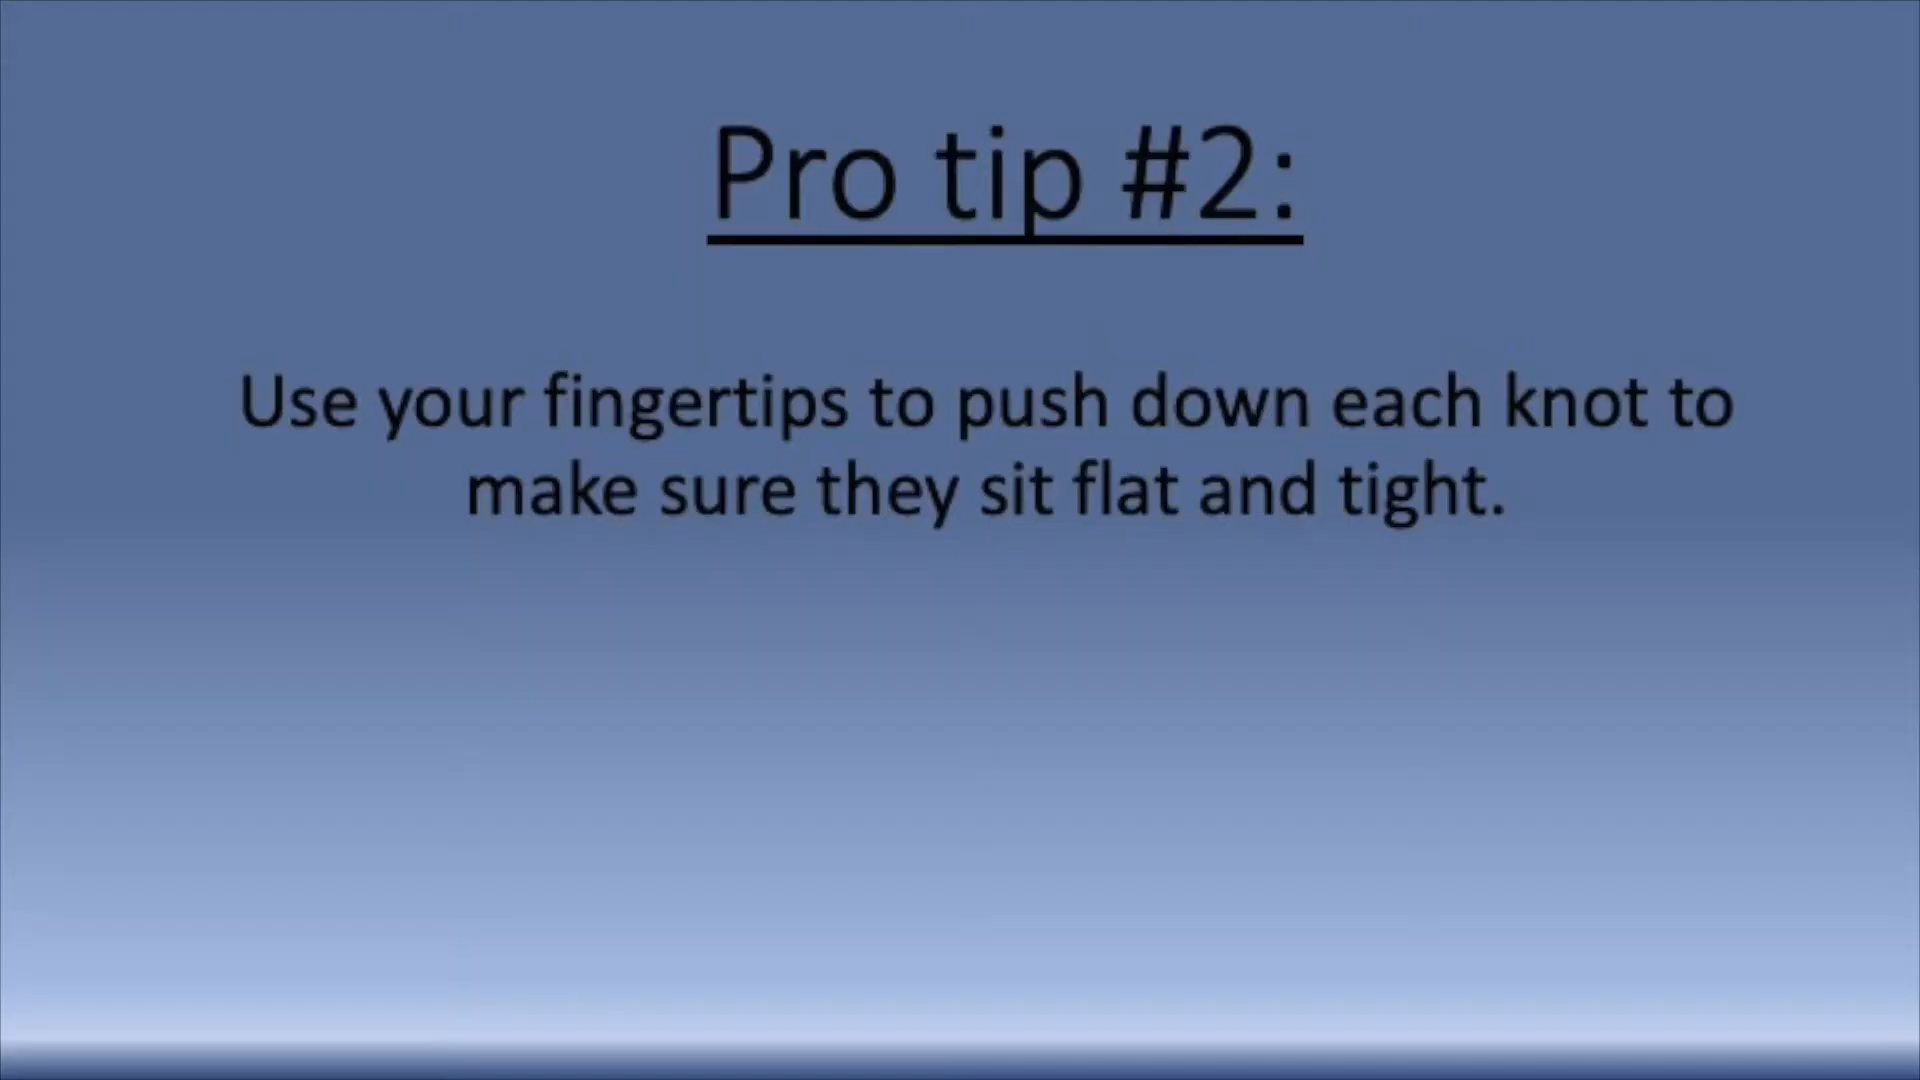 Pro tip #2:
Use your fingertips to push down each knot to
make sure they sit flat and tight.